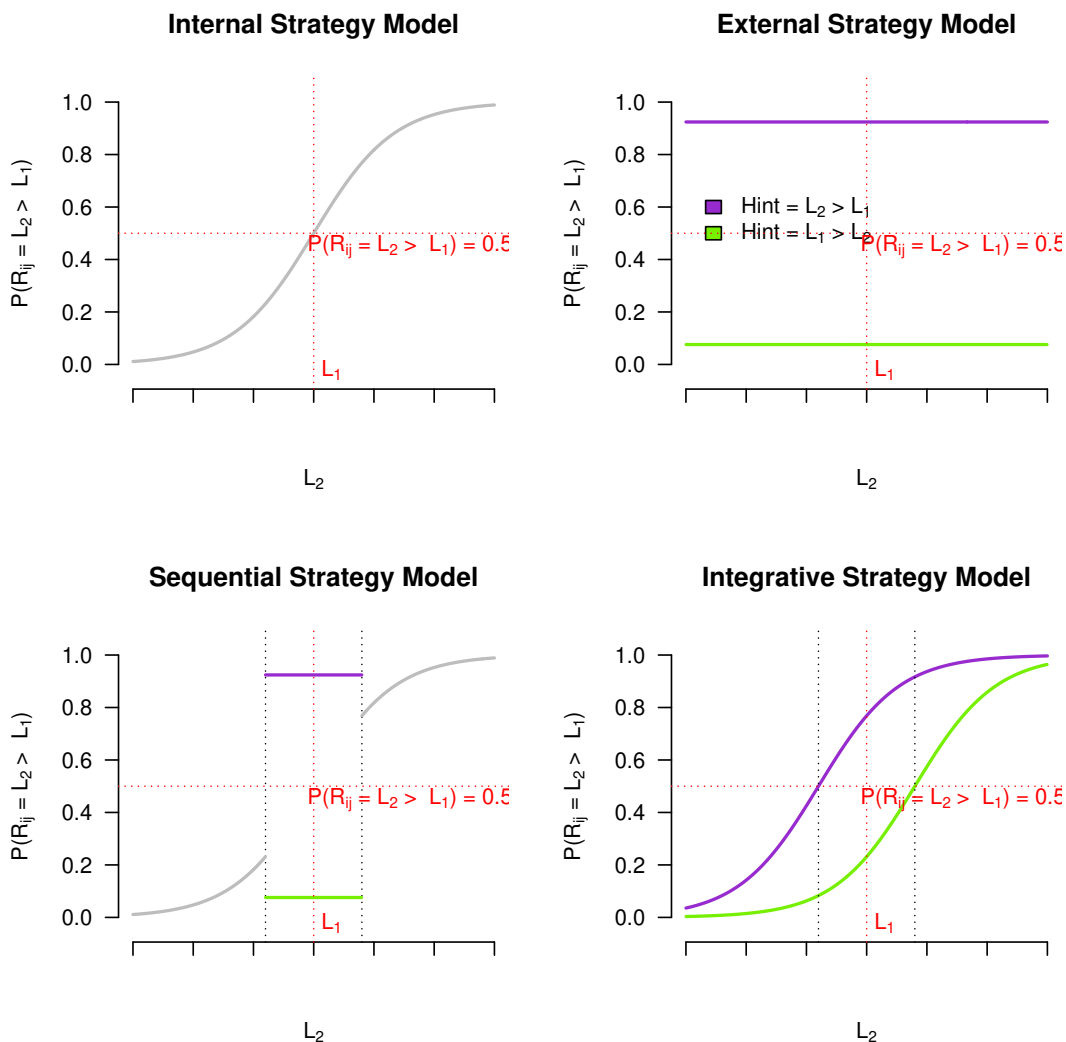 Internal Strategy Model
P(Rij = L2 > L1)
1.0
0.8
0.6
0.4
0.2
0.0
P(Rij = L2 > L1) = 0.5
L1
L2
External Strategy Model
P(Rij = L2 > L1)
1.0
0.8
0.6
0.4
0.2
0.0
Hint = L2 > L1
Hint = L1 > L2
P(Rij = L2 > L1) = 0.5
L1
L2
Sequential Strategy Model
P(Rij = L2 > L1)
1.0
0.8
0.6
0.4
0.2
0.0
P(Rij = L2 > L1) = 0.5
L1
L2
Integrative Strategy Model
P(Rij = L2 > L1)
1.0
0.8
0.6
0.4
0.2
0.0
P(Rij = L2 > L1) = 0.5
L1
L2